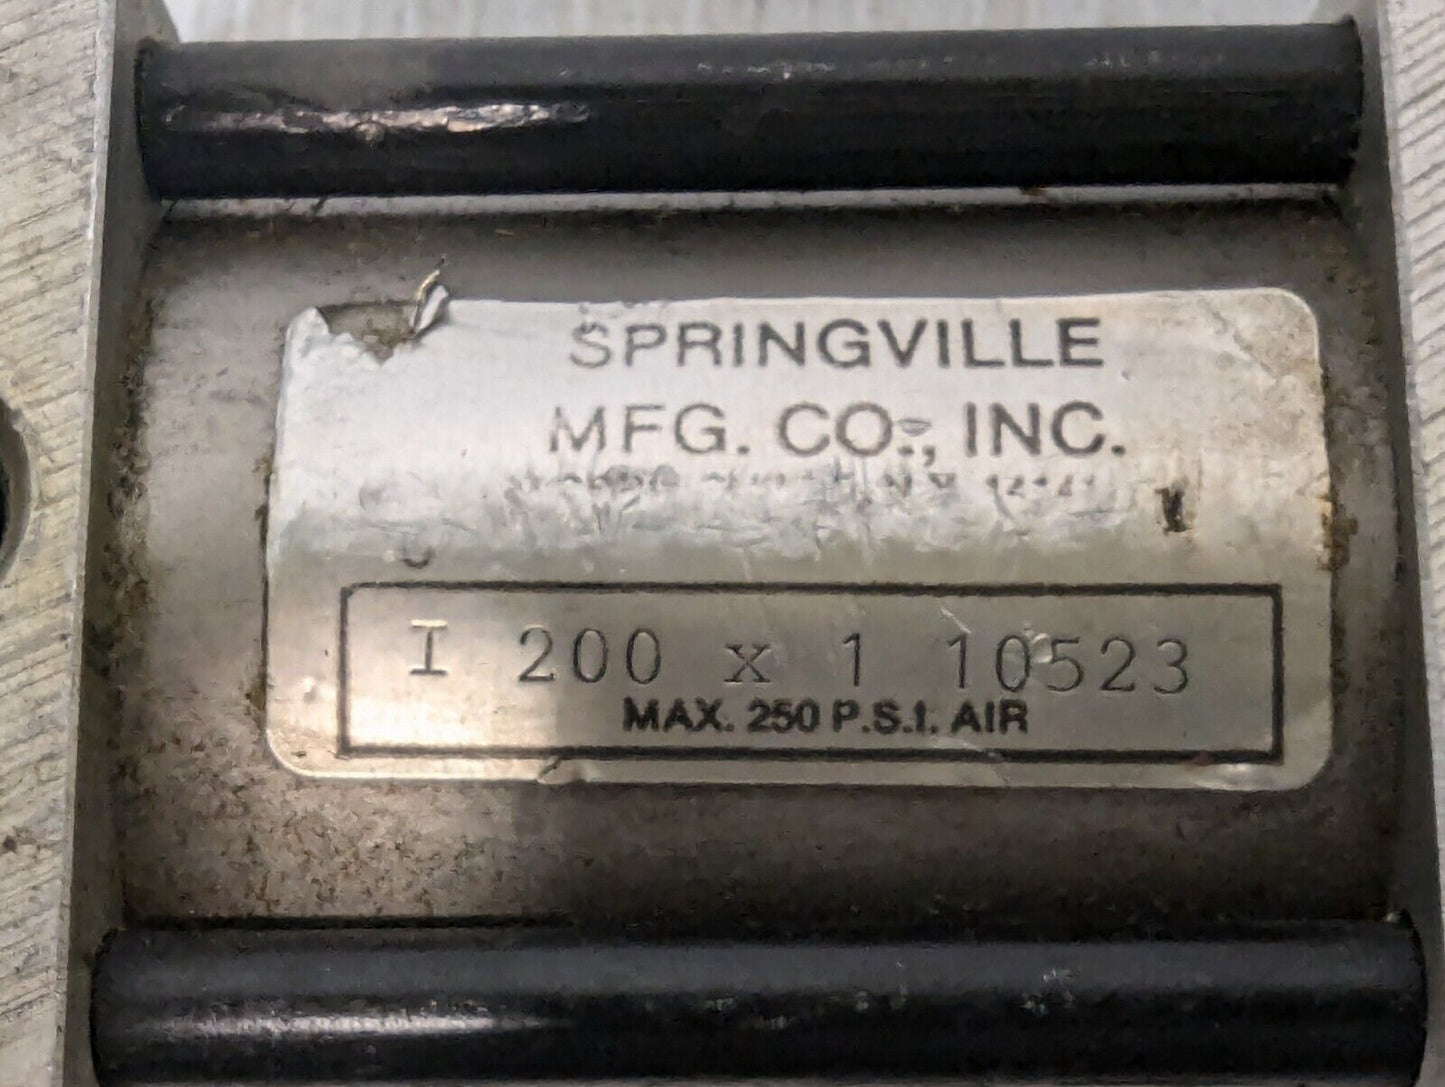 SPRINGVILLE
MFG. CO., INC.
I 200 x 1 10523
MAX. 250 P.S.I. AIR